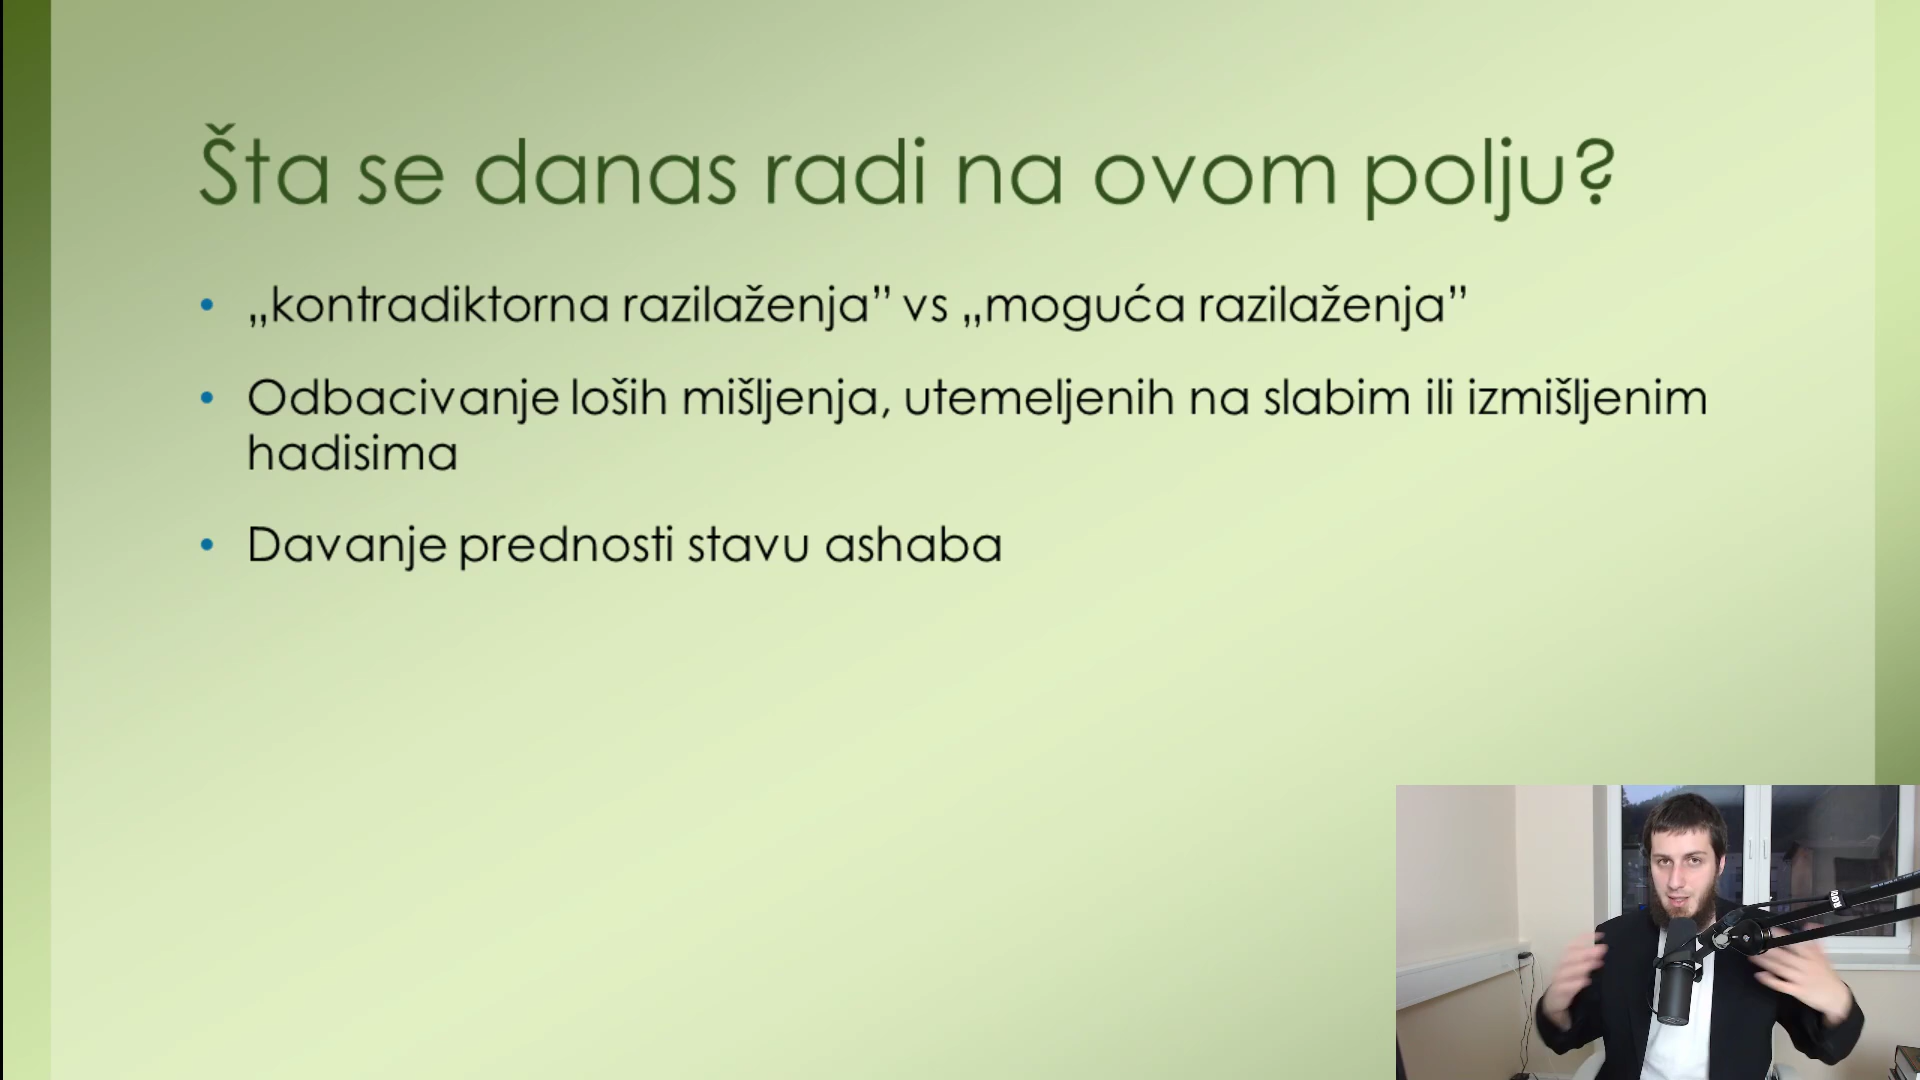 Šta se danas radi na ovom polju?
• „kontradiktorna razilaženja” vs „moguća razilaženja”
• Odbacivanje loših mišljenja, utemeljenih na slabim ili izmišljenim
hadisima
• Davanje prednosti stavu ashaba